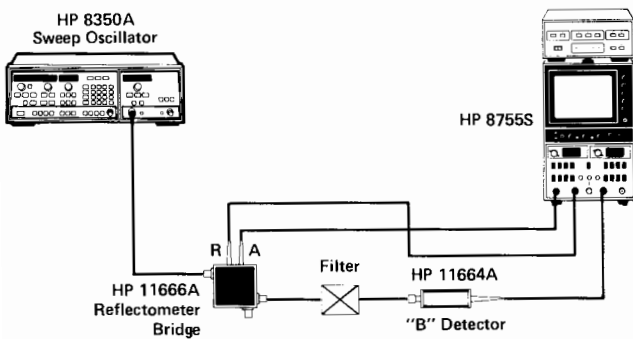 HP 8350A
Sweep Oscillator
HP 8755S
R A
HP 11666A
Reflectometer
Bridge
Filter
HP 11664A
"B" Detector